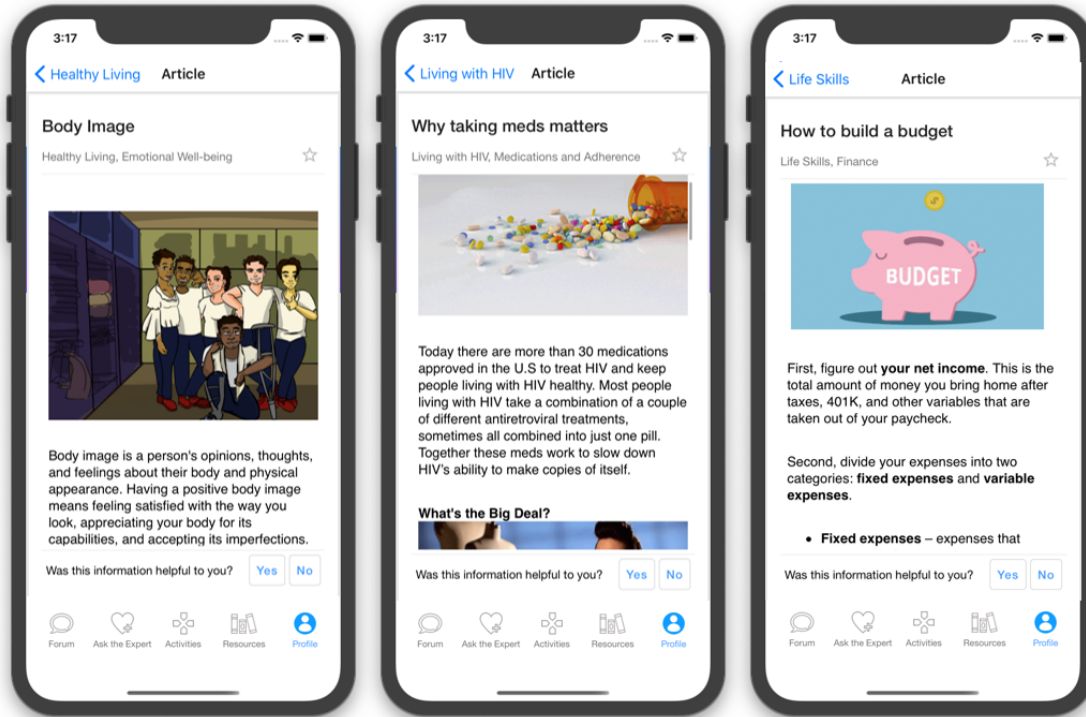 3:17
Healthy Living Article
Body Image
Healthy Living, Emotional Well-being
Body image is a person's opinions, thoughts,
and feelings about their body and physical
appearance. Having a positive body image
means feeling satisfied with the way you
look, appreciating your body for its
capabilities, and accepting its imperfections.
Was this information helpful to you? Yes No
Forum Ask the Expert Activities Resources Profile
3:17
Living with HIV Article
Why taking meds matters
Living with HIV, Medications and Adherence
Today there are more than 30 medications
approved in the U.S to treat HIV and keep
people living with HIV healthy. Most people
living with HIV take a combination of a couple
of different antiretroviral treatments,
sometimes all combined into just one pill.
Together these meds work to slow down
HIV's ability to make copies of itself.
What's the Big Deal?
Was this information helpful to you? Yes No
Forum Ask the Expert Activities Resources Profile
3:17
Life Skills Article
How to build a budget
Life Skills, Finance
$
BUDGET
First, figure out your net income. This is the
total amount of money you bring home after
taxes, 401K, and other variables that are
taken out of your paycheck.
Second, divide your expenses into two
categories: fixed expenses and variable
expenses.
• Fixed expenses – expenses that
Was this information helpful to you? Yes No
Forum Ask the Expert Activities Resources Profile